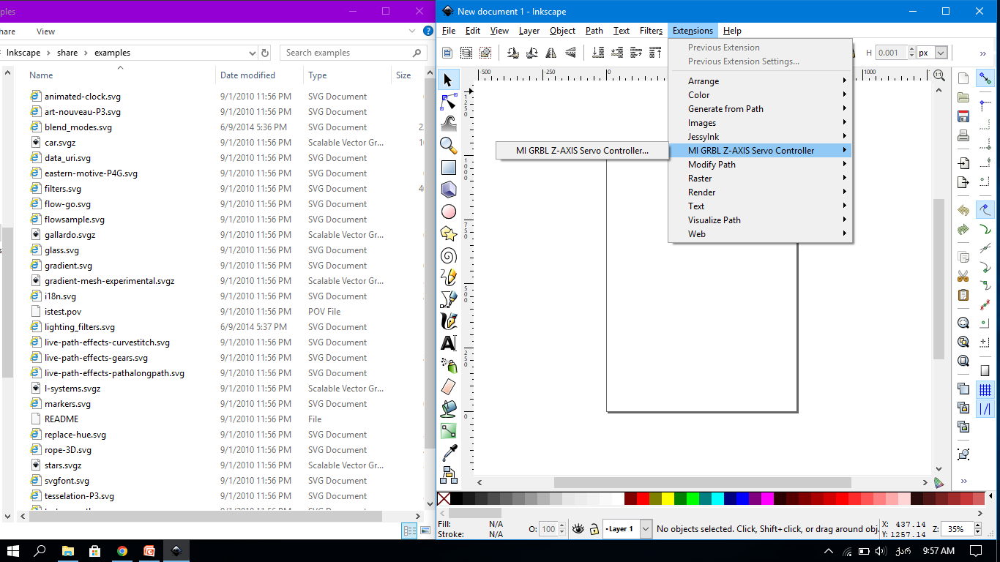 ples
hare View
Inkscape share examples Search examples
Name Date modified Type Size
animated-clock.svg 9/1/2010 11:56 PM SVG Document
art-nouveau-P3.svg 9/1/2010 11:56 PM SVG Document
blend_modes.svg 6/9/2014 5:36 PM SVG Document 2
car.svgz 9/1/2010 11:56 PM Scalable Vector Gr... 1
data_uri.svg 9/1/2010 11:56 PM SVG Document
eastern-motive-P4G.svg 9/1/2010 11:56 PM SVG Document
filters.svg 9/1/2010 11:56 PM SVG Document 4
flow-go.svg 9/1/2010 11:56 PM SVG Document
flowsample.svg 9/1/2010 11:56 PM SVG Document
gallardo.svgz 9/1/2010 11:56 PM Scalable Vector Gr...
glass.svg 9/1/2010 11:56 PM SVG Document
gradient.svg 9/1/2010 11:56 PM SVG Document
gradient-mesh-experimental.svgz 9/1/2010 11:56 PM Scalable Vector Gr...
i18n.svg 9/1/2010 11:56 PM SVG Document
istest.pov 9/1/2010 11:56 PM POV File
lighting_filters.svg 6/9/2014 5:37 PM SVG Document
live-path-effects-curvestitch.svg 9/1/2010 11:56 PM SVG Document
live-path-effects-gears.svg 9/1/2010 11:56 PM SVG Document
live-path-effects-pathalongpath.svg 9/1/2010 11:56 PM SVG Document
l-systems.svgz 9/1/2010 11:56 PM Scalable Vector Gr...
markers.svg 9/1/2010 11:56 PM SVG Document
README 9/1/2010 11:56 PM File
replace-hue.svg 9/1/2010 11:56 PM SVG Document
rope-3D.svg 9/1/2010 11:56 PM SVG Document
stars.svgz 9/1/2010 11:56 PM Scalable Vector Gr...
svgfont.svg 9/1/2010 11:56 PM SVG Document
tesselation-P3.svg 9/1/2010 11:56 PM SVG Document
New document 1 - Inkscape
File Edit View Layer Object Path Text Filters Extensions Help
H 0.001 px
-500 -250 0 1000
1250
1000
750
500
250
0
Previous Extension
Previous Extension Settings...
Arrange
Color
Generate from Path
Images
JessyInk
MI GRBL Z-AXIS Servo Controller
MI GRBL Z-AXIS Servo Controller...
Modify Path
Raster
Render
Text
Visualize Path
Web
Fill: N/A
Stroke: N/A
O: 100
Layer 1
No objects selected. Click, Shift+click, or drag around obj
X: 437.14
Y: 1257.14
Z: 35%
ქარ 9:57 AM